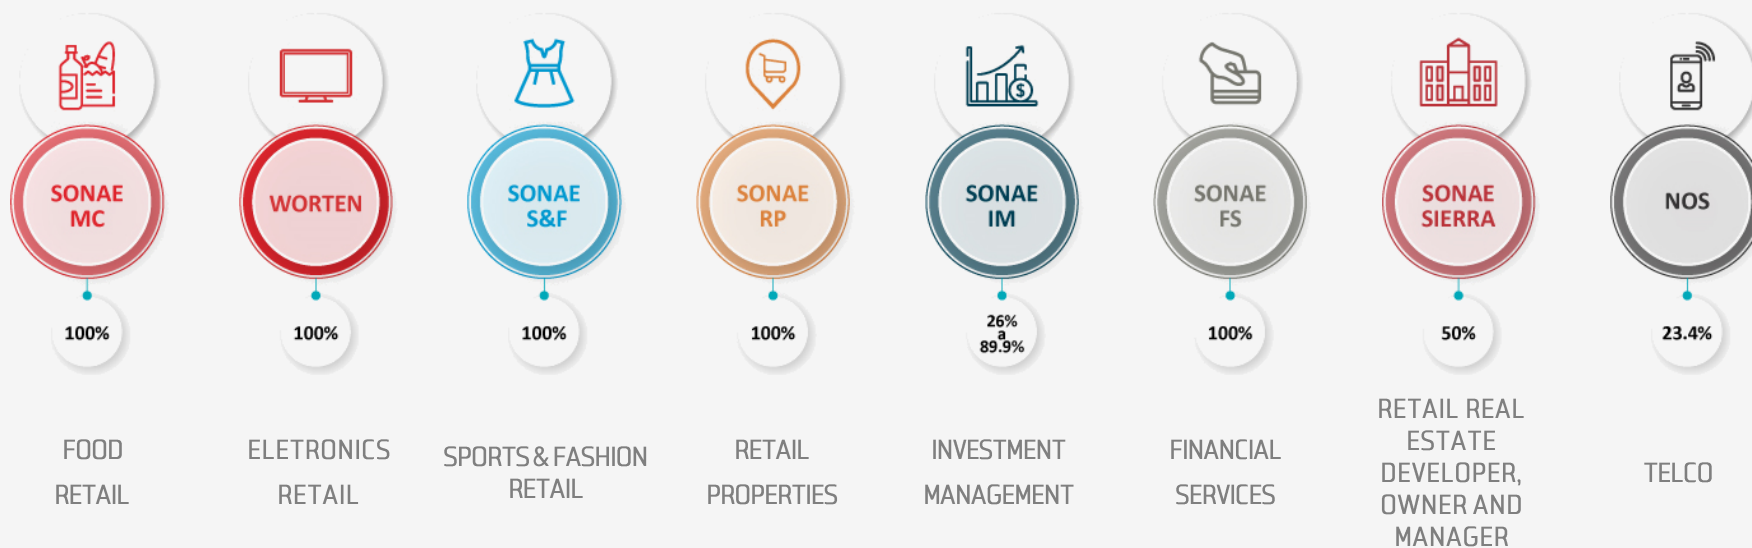 SONAE
MC
WORTEN
SONAE
S&F
SONAE
RP
SONAE
IM
SONAE
FS
SONAE
SIERRA
NOS
100%
100%
100%
100%
26%
a
89.9%
100%
50%
23.4%
FOOD
RETAIL
ELETRONICS
RETAIL
SPORTS & FASHION
RETAIL
RETAIL
PROPERTIES
INVESTMENT
MANAGEMENT
FINANCIAL
SERVICES
RETAIL REAL
ESTATE
DEVELOPER,
OWNER AND
MANAGER
TELCO